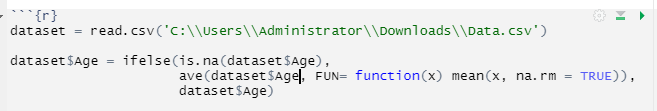 ```{r}
dataset = read.csv('C:\\Users\\Administrator\\Downloads\\Data.csv')
dataset$Age = ifelse(is.na(dataset$Age),
ave(dataset$Age, FUN= function(x) mean(x, na.rm = TRUE)),
dataset$Age)